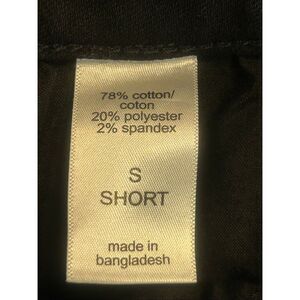 78% cotton/
coton
20% polyester
2% spandex
S
SHORT
made in
bangladesh